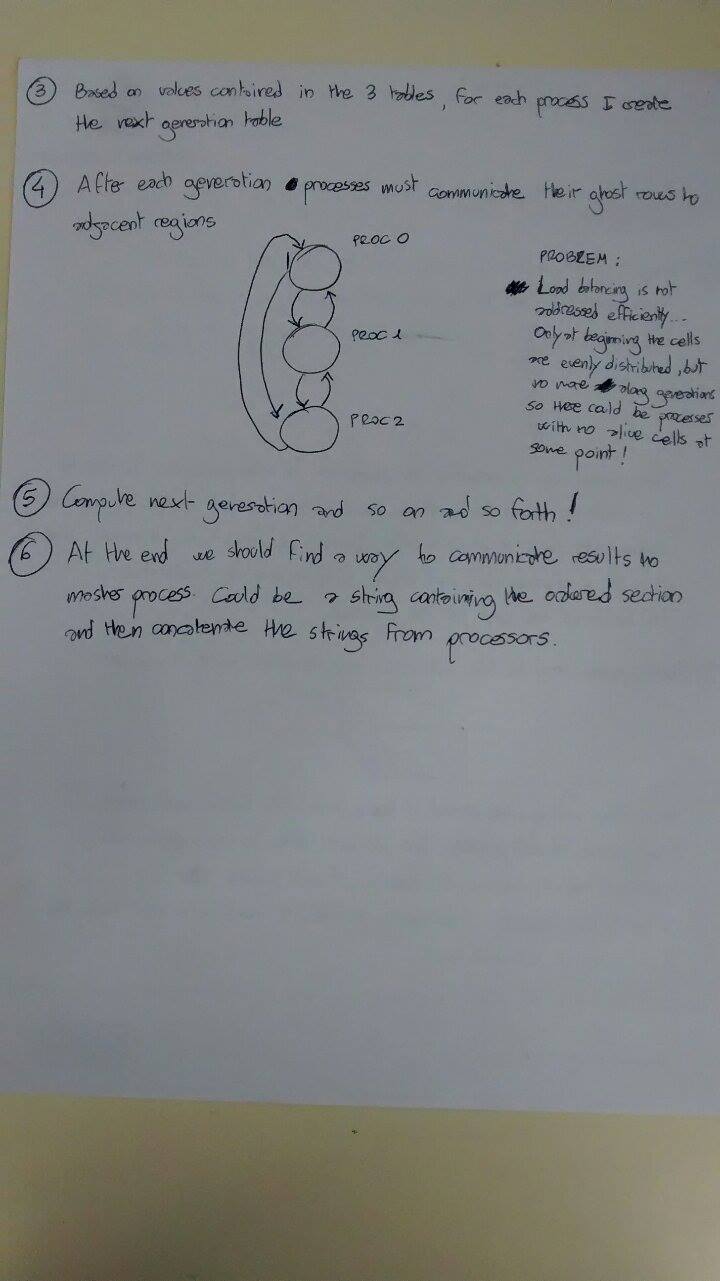 ③ Based on values contained in the 3 tables, for each process I create
the next generation table
④ After each generation processes must communicate their ghost rows to
adjacent regions
PROC 0
PROC 1
PROC 2
PROBLEM:
Load balancing is not
addressed efficiently...
Only at beginning the cells
are evenly distributed, but
no more along generations
so there could be processes
with no alive cells at
some point!
⑤ Compute next generation and so on and so forth!
⑥ At the end we should find a way to communicate results to
master process. Could be a string containing the ordered section
and then concatenate the strings from processors.